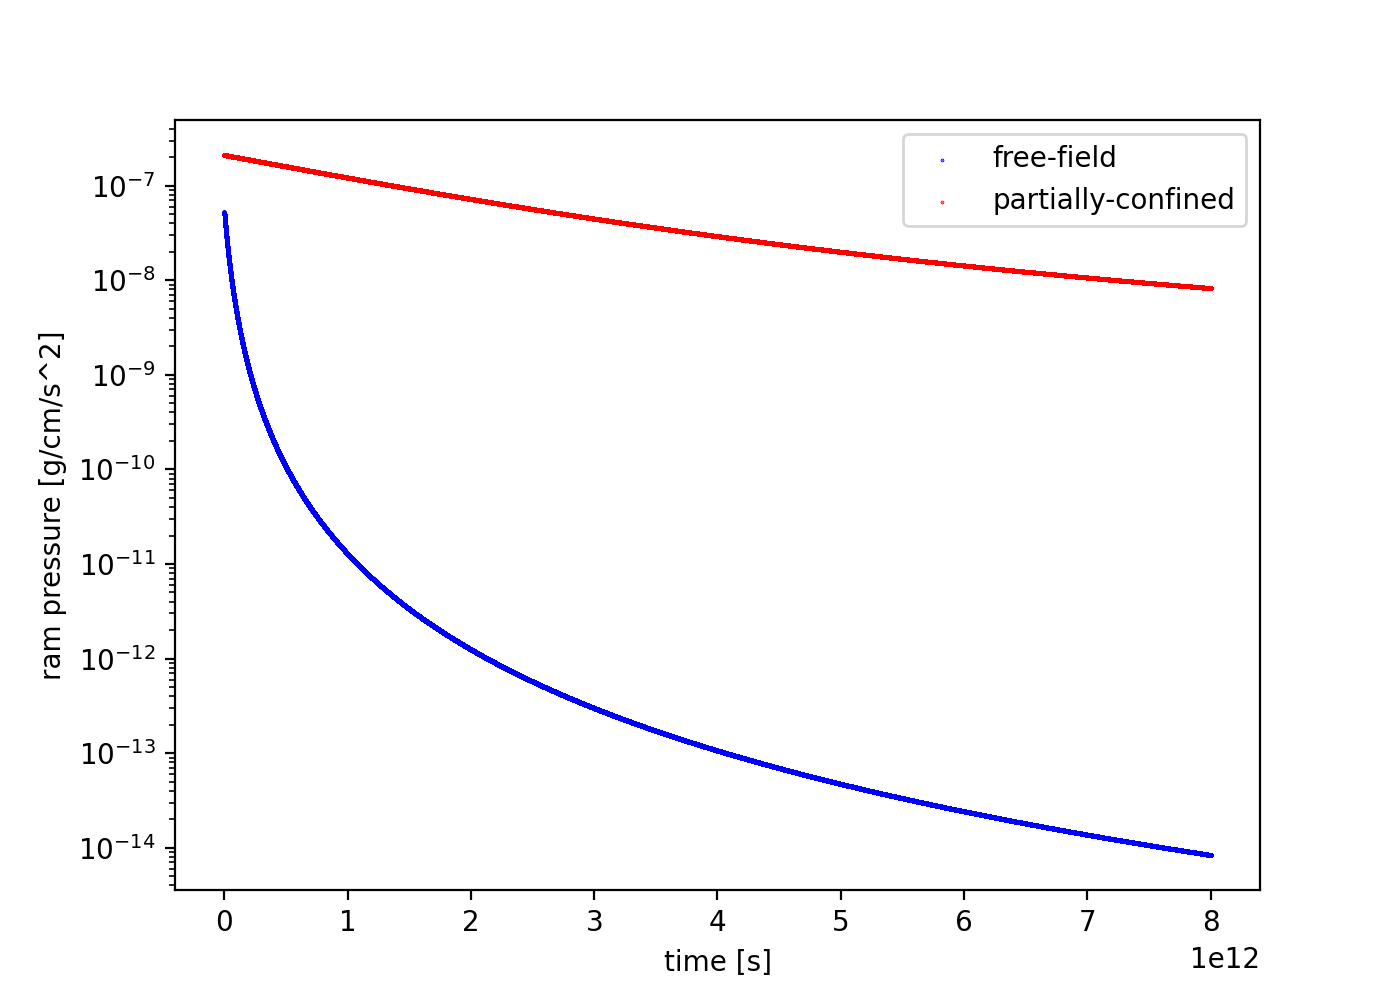 free-field
partially-confined
ram pressure [g/cm/s^2]
10⁻⁷
10⁻⁸
10⁻⁹
10⁻¹⁰
10⁻¹¹
10⁻¹²
10⁻¹³
10⁻¹⁴
0 1 2 3 4 5 6 7 8
1e12
time [s]